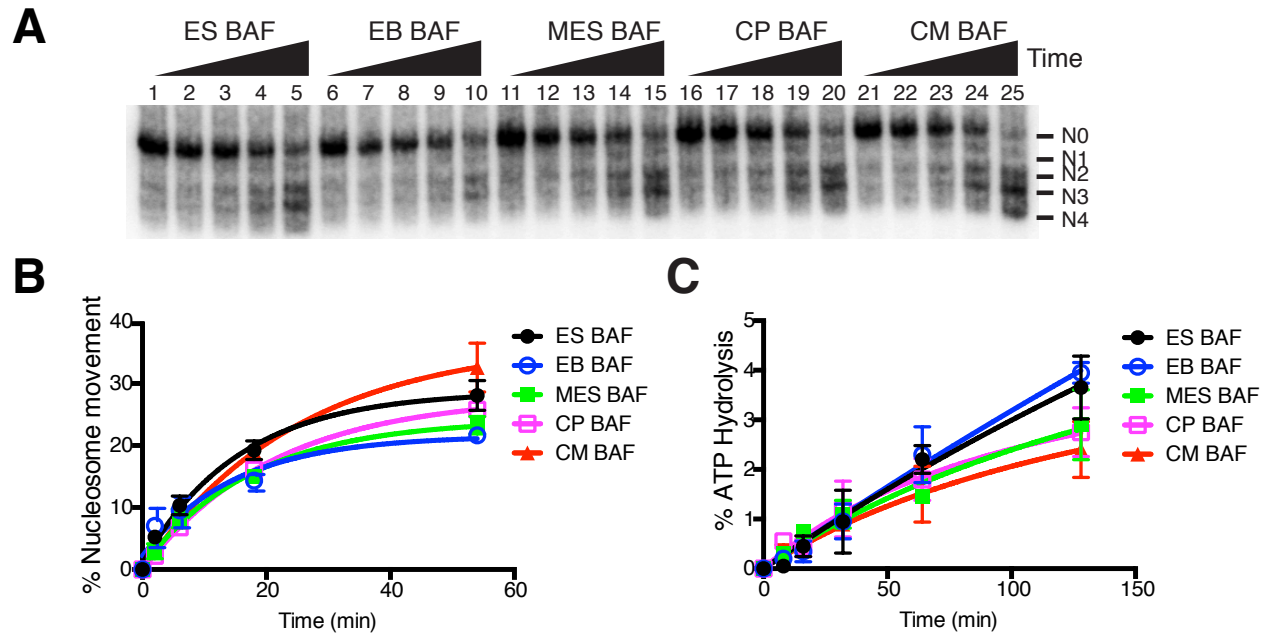 A
ES BAF EB BAF MES BAF CP BAF CM BAF
Time
1 2 3 4 5 6 7 8 9 10 11 12 13 14 15 16 17 18 19 20 21 22 23 24 25
N0
N1
N2
N3
N4
B
% Nucleosome movement
40
30
20
10
0
0 20 40 60
Time (min)
ES BAF
EB BAF
MES BAF
CP BAF
CM BAF
C
% ATP Hydrolysis
5
4
3
2
1
0
0 50 100 150
Time (min)
ES BAF
EB BAF
MES BAF
CP BAF
CM BAF